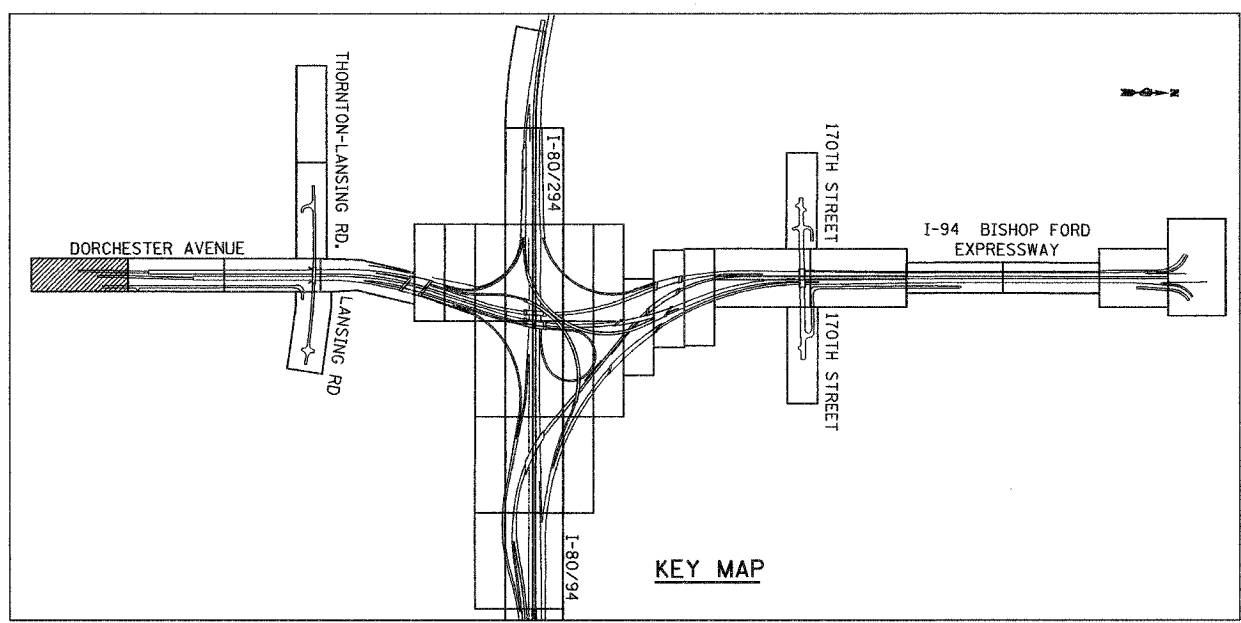 THORNTON-LANSING RD.
I-80/294
170TH STREET
N
DORCHESTER AVENUE
I-94 BISHOP FORD
EXPRESSWAY
LANSING RD
170TH STREET
I-80/94
KEY MAP